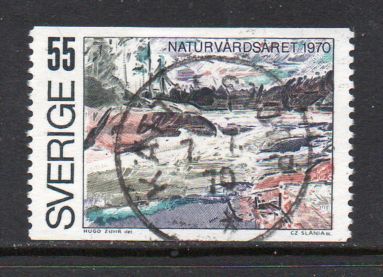 55
SVERIGE
NATURVÅRDSÅRET 1970
HUGO ZUHR del.
CZ. SLANIA sc.